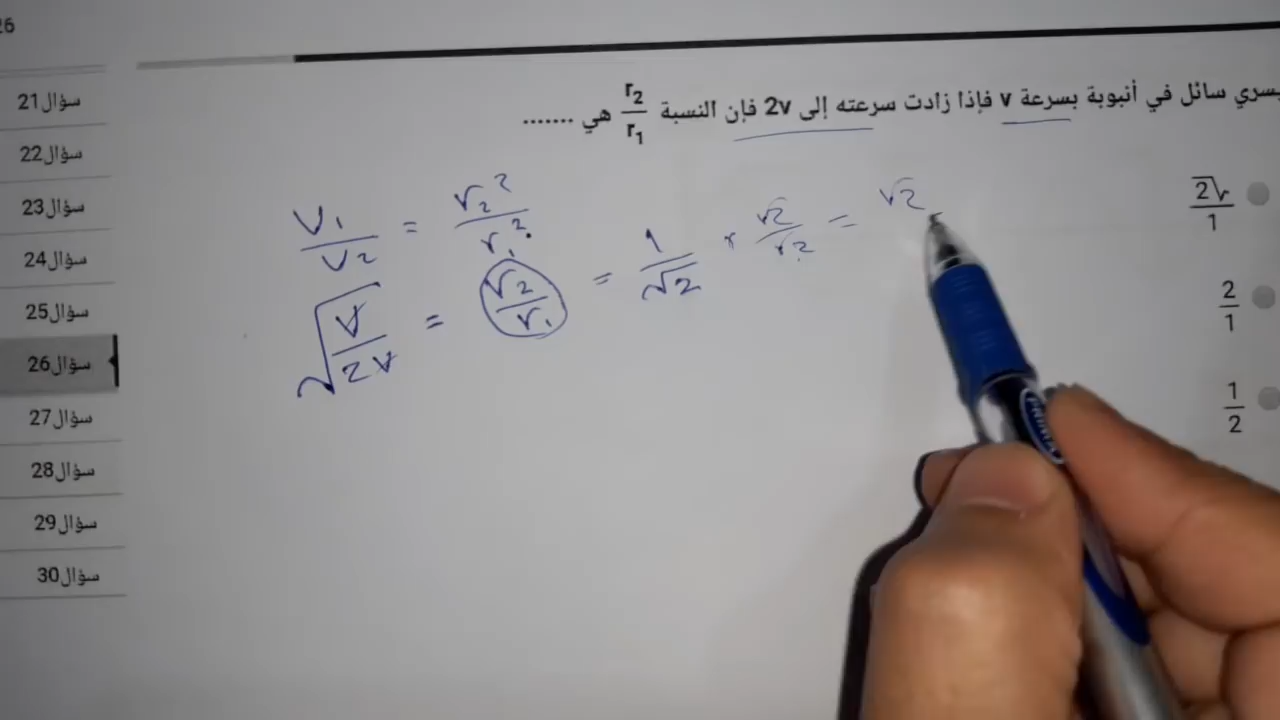 26
يسري سائل في أنبوبة بسرعة v فإذا زادت سرعته إلى 2v فإن النسبة r₂/r₁ هي .......
سؤال21
سؤال22
سؤال23
سؤال24
سؤال25
سؤال26
سؤال27
سؤال28
سؤال29
سؤال30
√2/1
2/1
1/2
V₁/V₂ = r₂²/r₁²
√(V/2V) = r₂/r₁ = 1/√2 × √2/√2 = √2